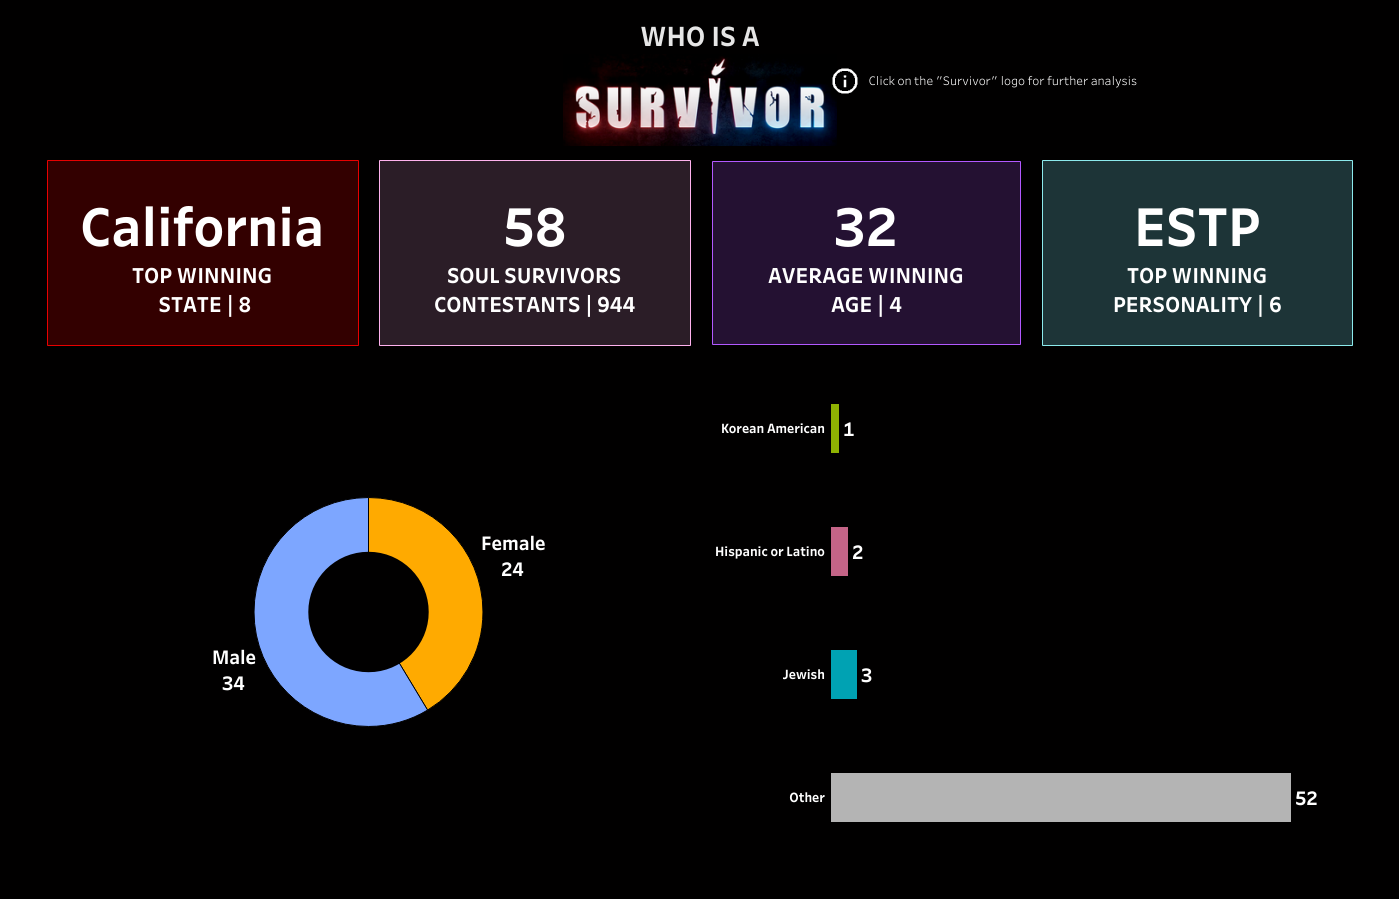 WHO IS A
SURVIVOR
i Click on the "Survivor" logo for further analysis
California
TOP WINNING
STATE | 8
58
SOUL SURVIVORS
CONTESTANTS | 944
32
AVERAGE WINNING
AGE | 4
ESTP
TOP WINNING
PERSONALITY | 6
Female
24
Male
34
Korean American 1
Hispanic or Latino 2
Jewish 3
Other 52